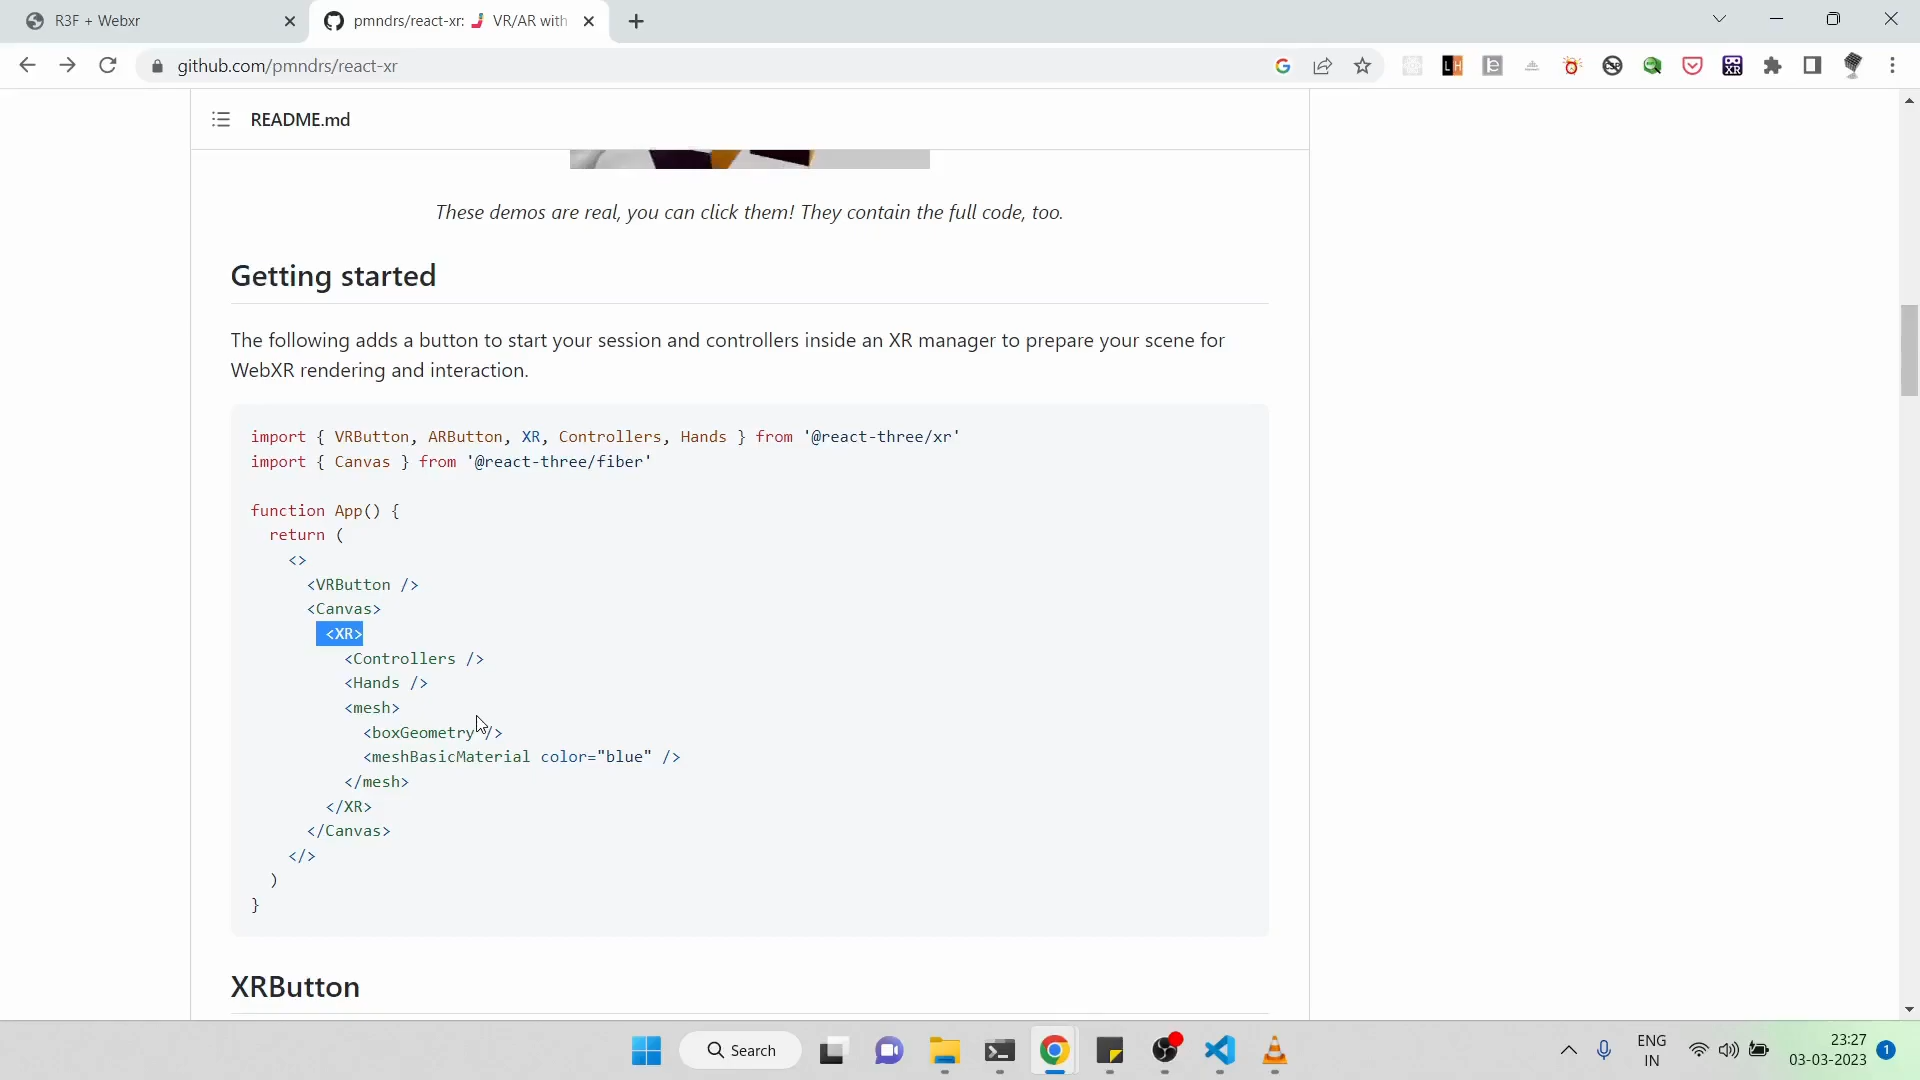 R3F + Webxr
pmndrs/react-xr: VR/AR with
github.com/pmndrs/react-xr
README.md
These demos are real, you can click them! They contain the full code, too.
Getting started
The following adds a button to start your session and controllers inside an XR manager to prepare your scene for
WebXR rendering and interaction.
import { VRButton, ARButton, XR, Controllers, Hands } from '@react-three/xr'
import { Canvas } from '@react-three/fiber'
function App() {
return (
<>
<VRButton />
<Canvas>
<XR>
<Controllers />
<Hands />
<mesh>
<boxGeometry />
<meshBasicMaterial color="blue" />
</mesh>
</XR>
</Canvas>
</>
)
}
XRButton
Search
ENG
IN
23:27
03-03-2023
1